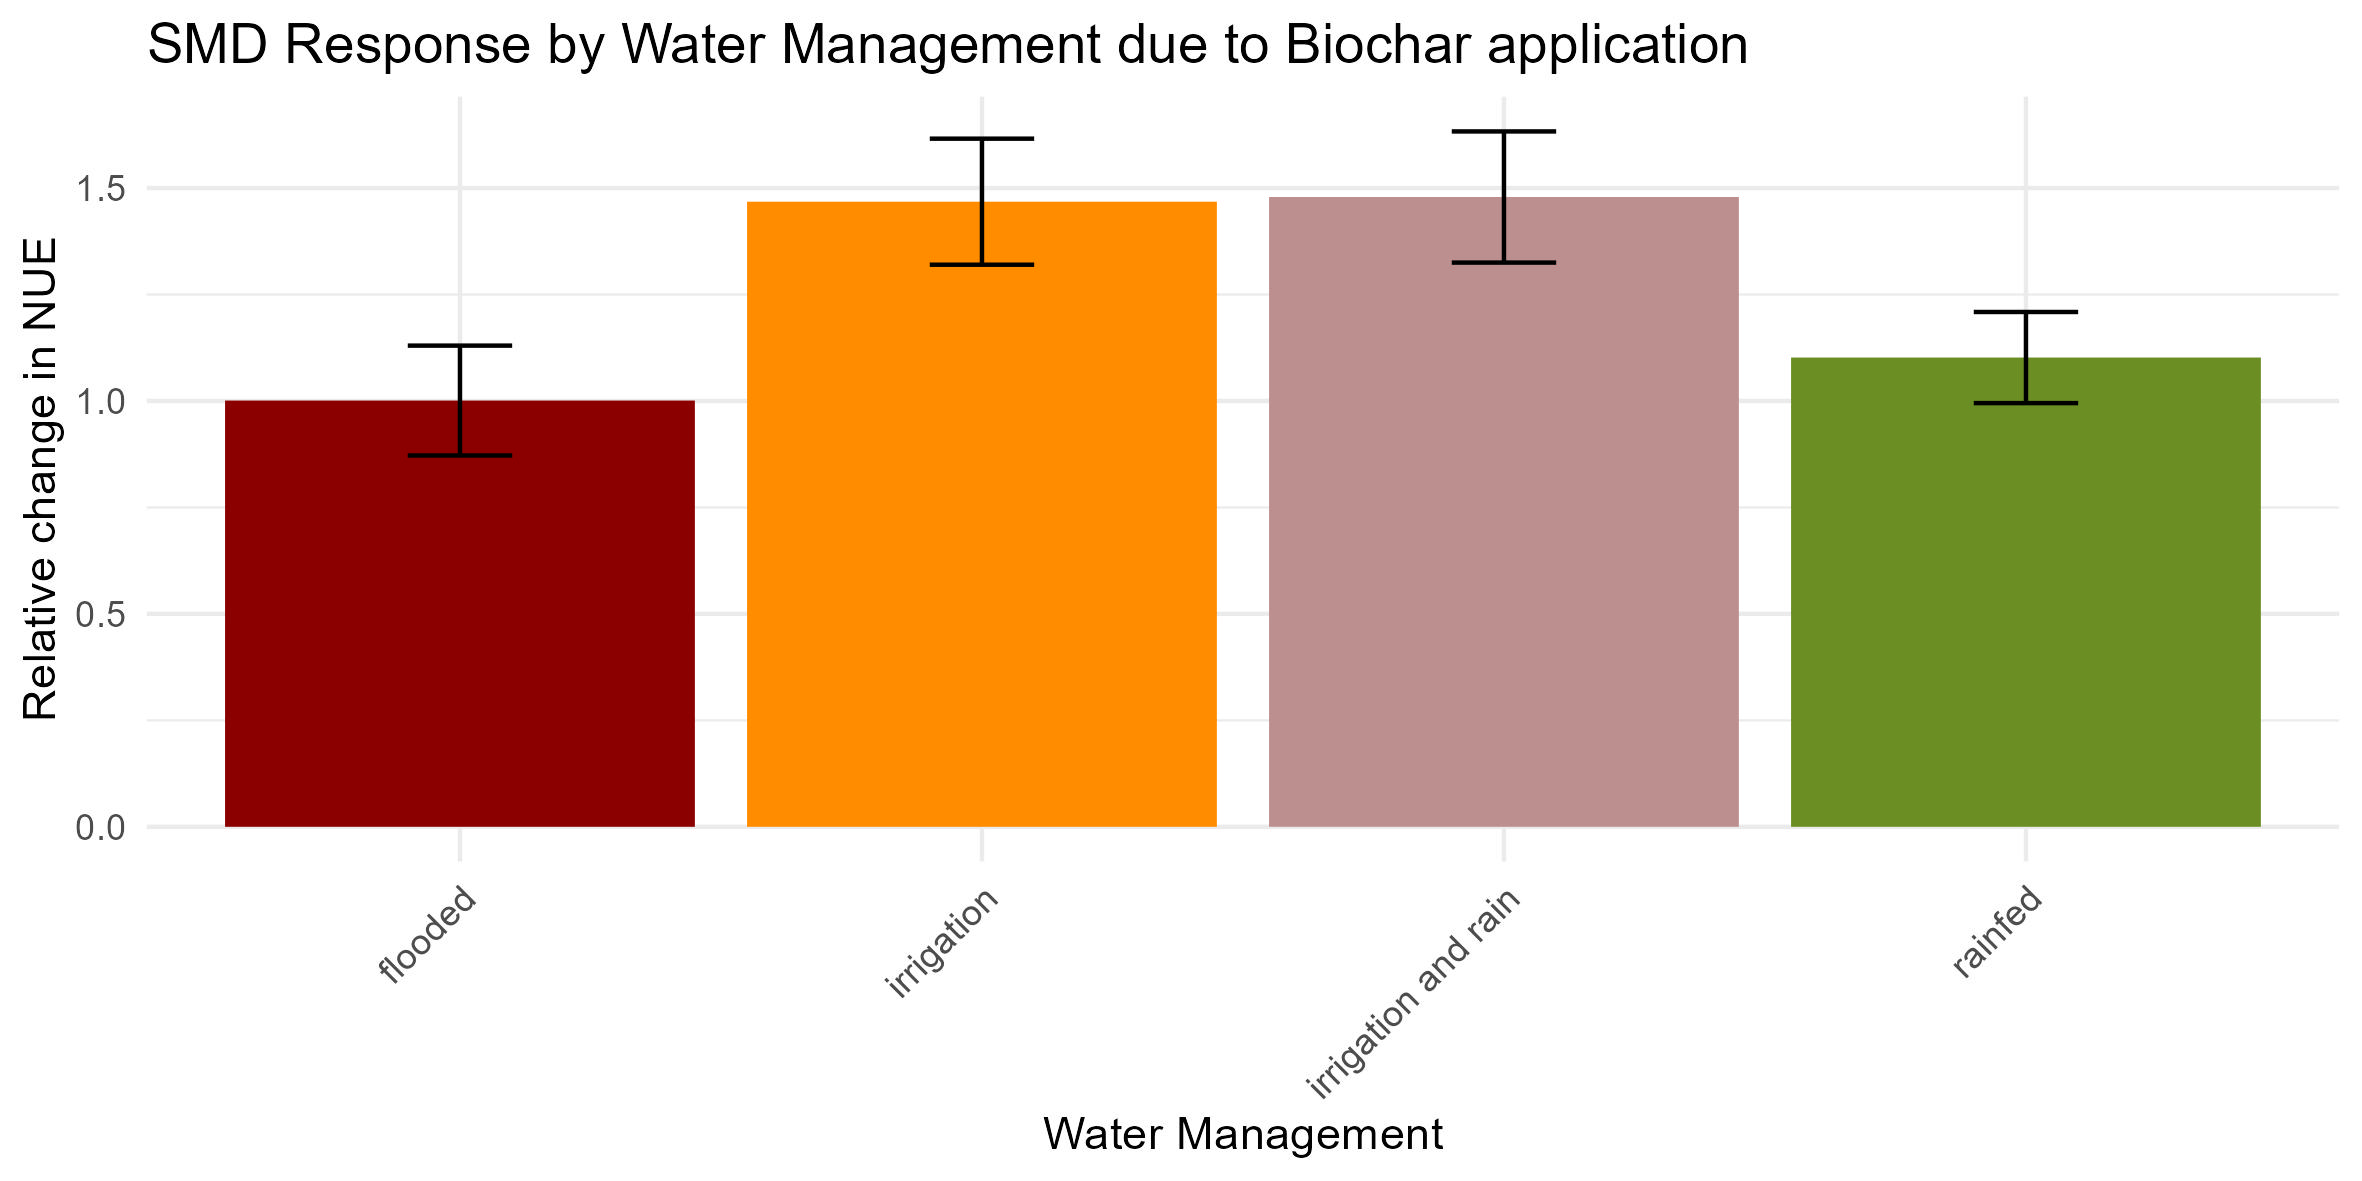 SMD Response by Water Management due to Biochar application
Relative change in NUE
1.5
1.0
0.5
0.0
flooded
irrigation
irrigation and rain
rainfed
Water Management